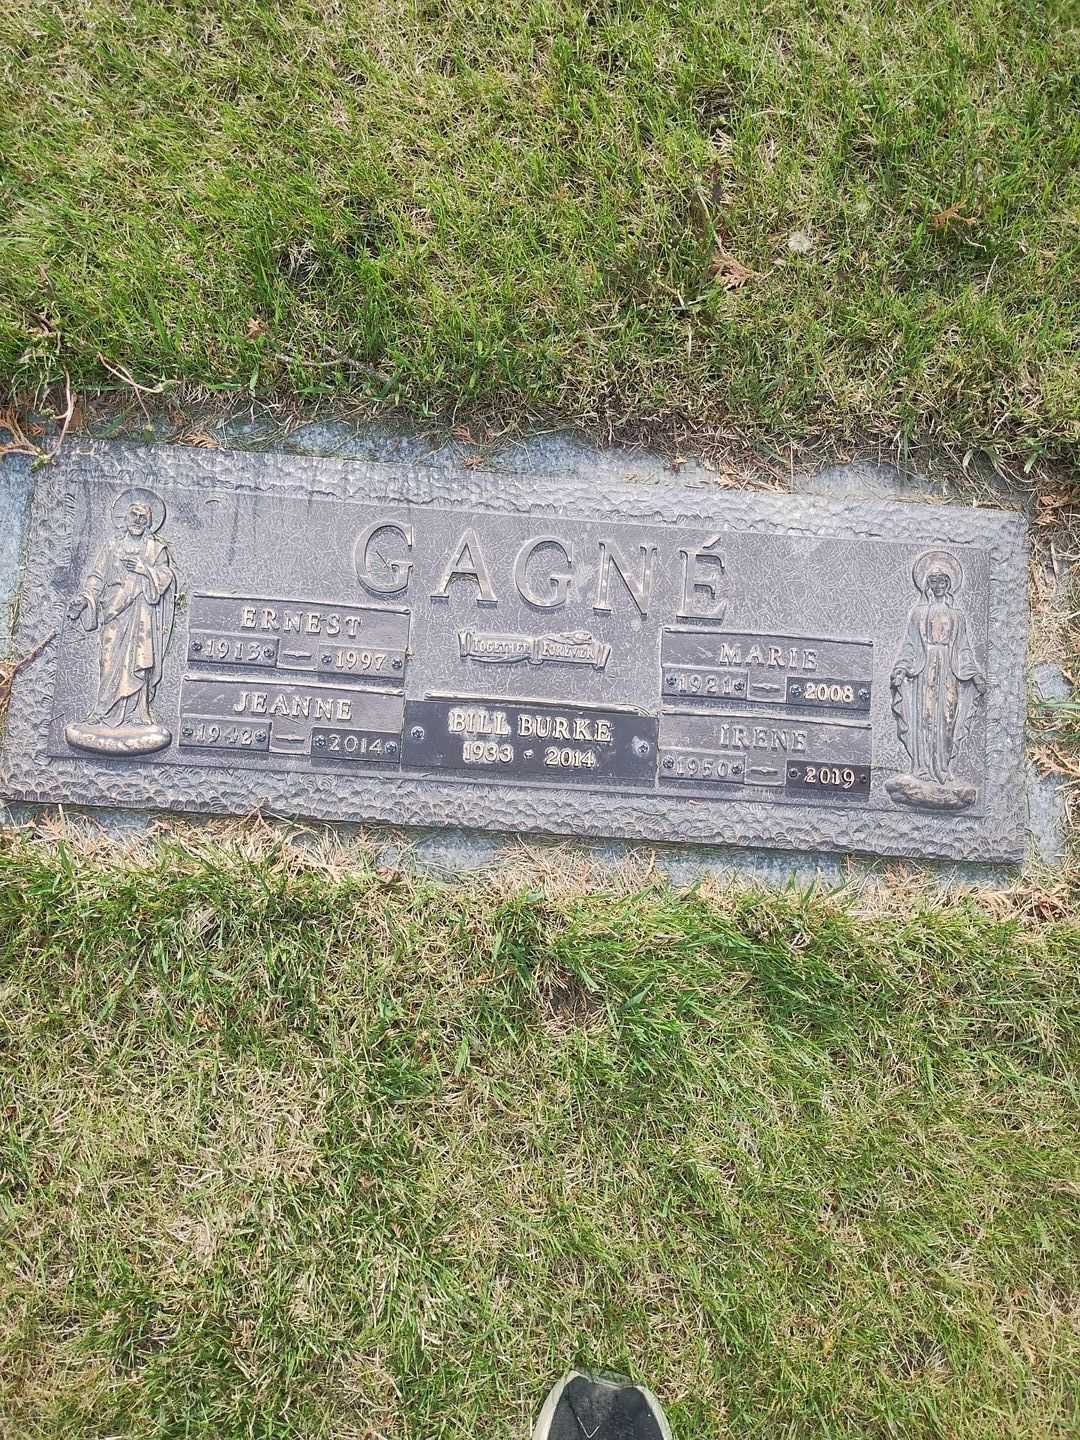 GAGNÉ
TOGETHER FOREVER
ERNEST
1913 - 1997
JEANNE
1942 - 2014
BILL BURKE
1933 · 2014
MARIE
1921 - 2008
IRENE
1950 - 2019